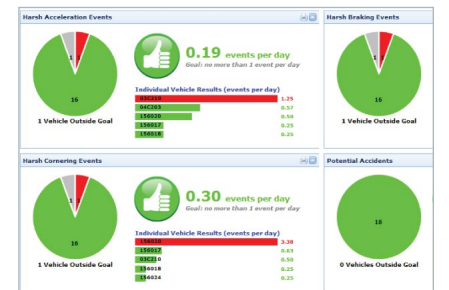 Harsh Acceleration Events
1
1
16
1 Vehicle Outside Goal
0.19 events per day
Goal: no more than 1 event per day
Individual Vehicle Results (events per day)
03C210 1.25
04C203 0.57
156020 0.50
156017 0.25
156018 0.25
Harsh Braking Events
1
16
1 Vehicle Outside Goal
Harsh Cornering Events
1
16
1 Vehicle Outside Goal
0.30 events per day
Goal: no more than 1 event per day
Individual Vehicle Results (events per day)
156020 3.38
156017 0.63
03C210 0.50
156018 0.25
156024 0.25
Potential Accidents
18
0 Vehicles Outside Goal